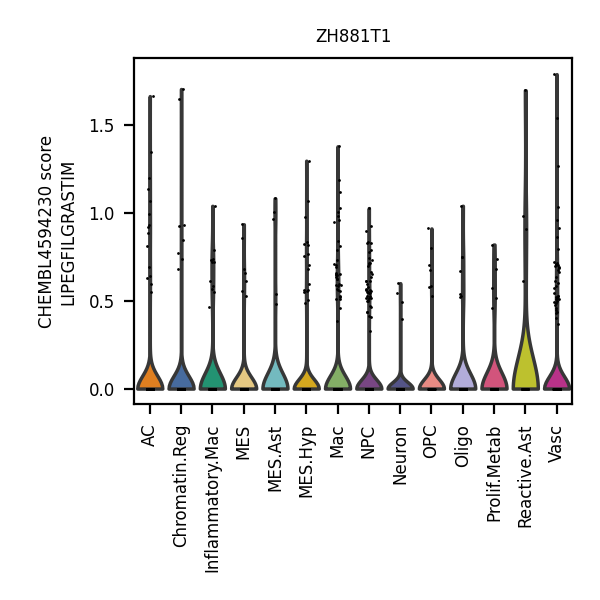 ZH881T1
CHEMBL4594230 score
LIPEGFILGRASTIM
1.5
1.0
0.5
0.0
AC
Chromatin.Reg
Inflammatory.Mac
MES
MES.Ast
MES.Hyp
Mac
NPC
Neuron
OPC
Oligo
Prolif.Metab
Reactive.Ast
Vasc